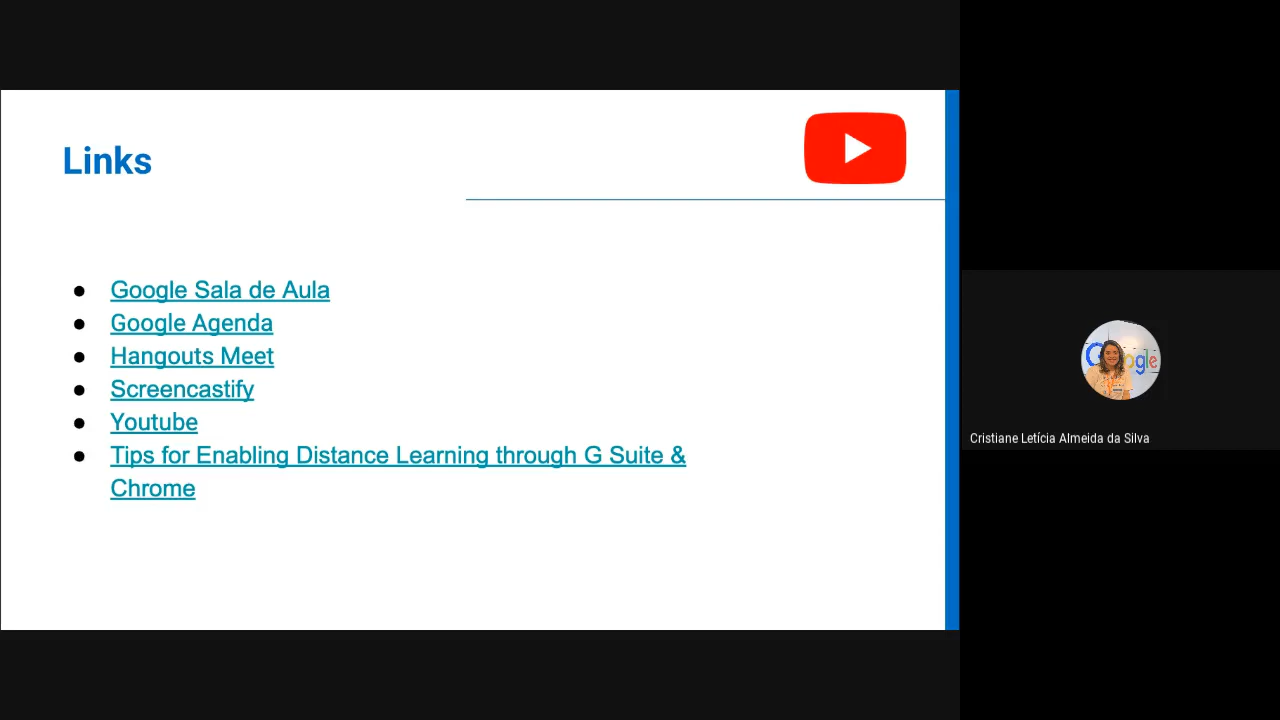 Links
Google Sala de Aula
Google Agenda
Hangouts Meet
Screencastify
Youtube
Tips for Enabling Distance Learning through G Suite &
Chrome
Google
Cristiane Letícia Almeida da Silva